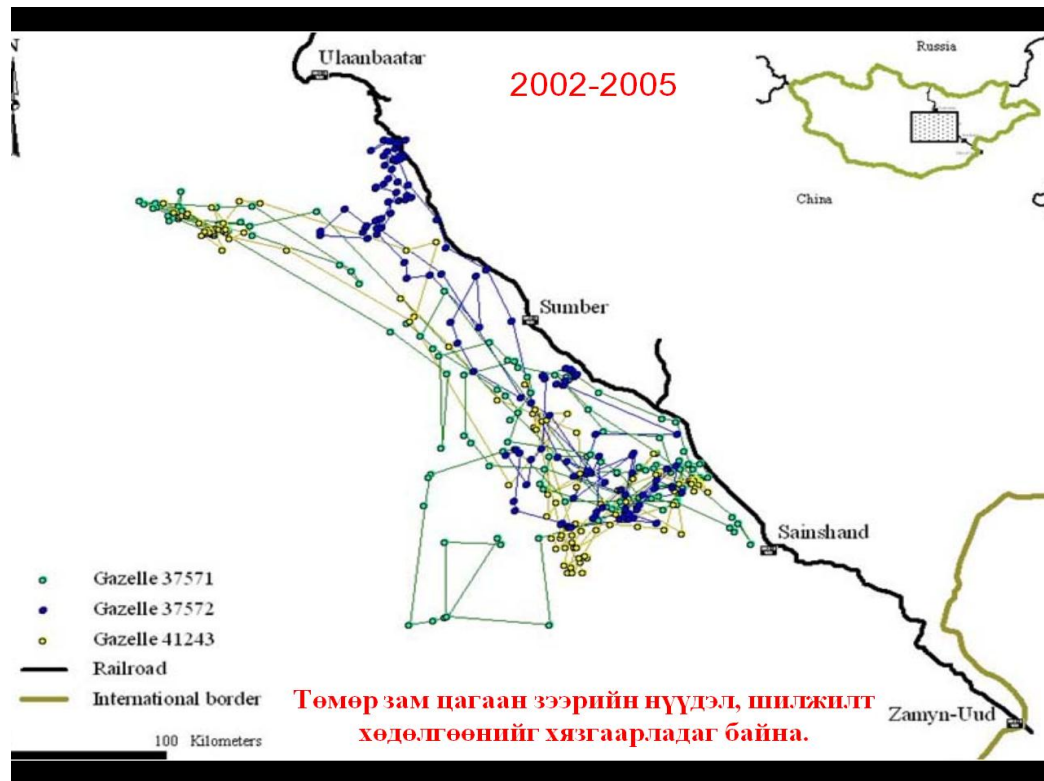 N
Ulaanbaatar
2002-2005
Russia
China
Sumber
Sainshand
Gazelle 37571
Gazelle 37572
Gazelle 41243
Railroad
International border
Zamyn-Uud
100 Kilometers
Төмөр зам цагаан зээрийн нүүдэл, шилжилт
хөдөлгөөнийг хязгаарладаг байна.